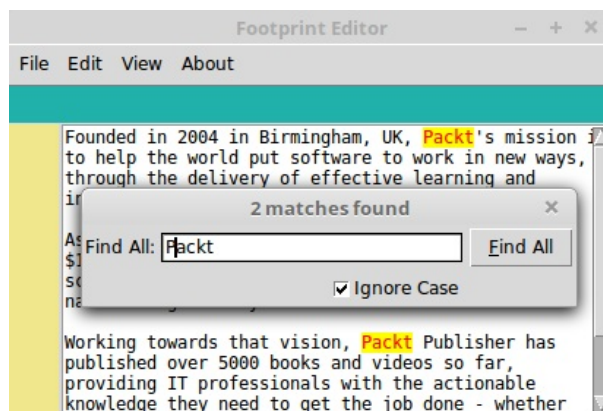 Footprint Editor
File Edit View About
Founded in 2004 in Birmingham, UK, Packt's mission
to help the world put software to work in new ways,
through the delivery of effective learning and
2 matches found
Find All: Packt Find All
Ignore Case
Working towards that vision, Packt Publisher has
published over 5000 books and videos so far,
providing IT professionals with the actionable
knowledge they need to get the job done - whether